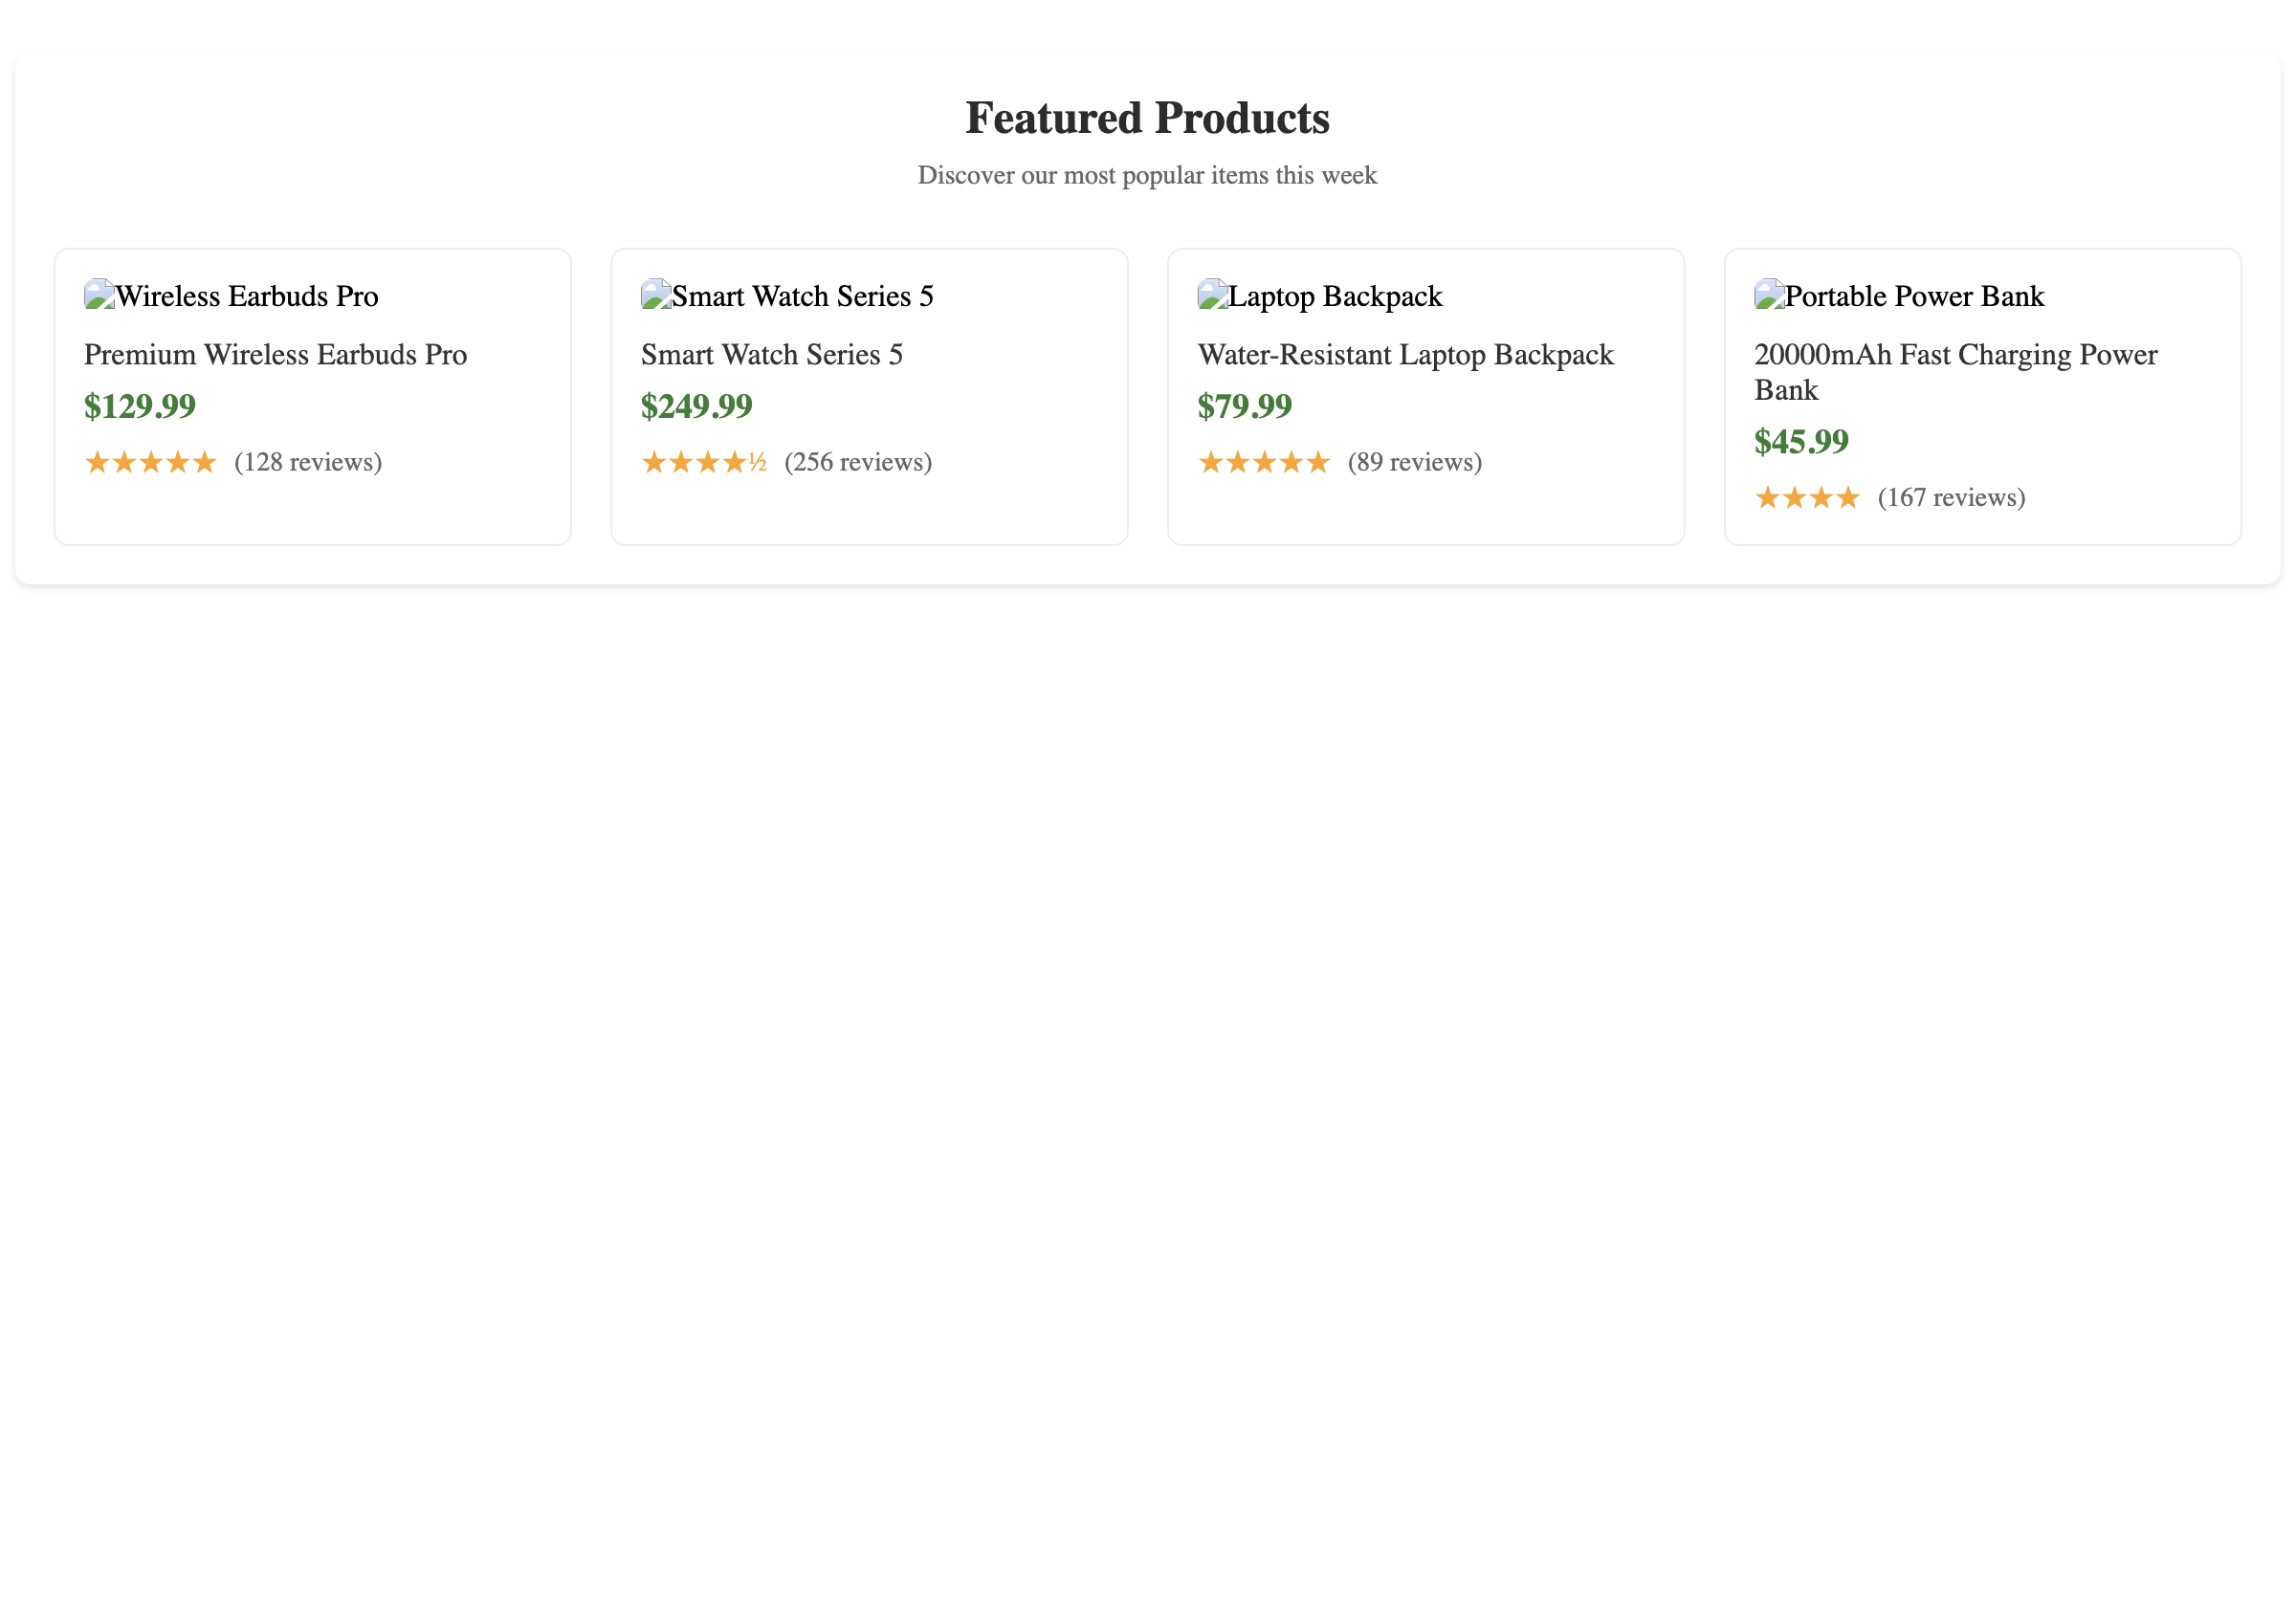 Featured Products
Discover our most popular items this week
Wireless Earbuds Pro
Premium Wireless Earbuds Pro
$129.99
★★★★★ (128 reviews)
Smart Watch Series 5
Smart Watch Series 5
$249.99
★★★★½ (256 reviews)
Laptop Backpack
Water-Resistant Laptop Backpack
$79.99
★★★★★ (89 reviews)
Portable Power Bank
20000mAh Fast Charging Power
Bank
$45.99
★★★★ (167 reviews)